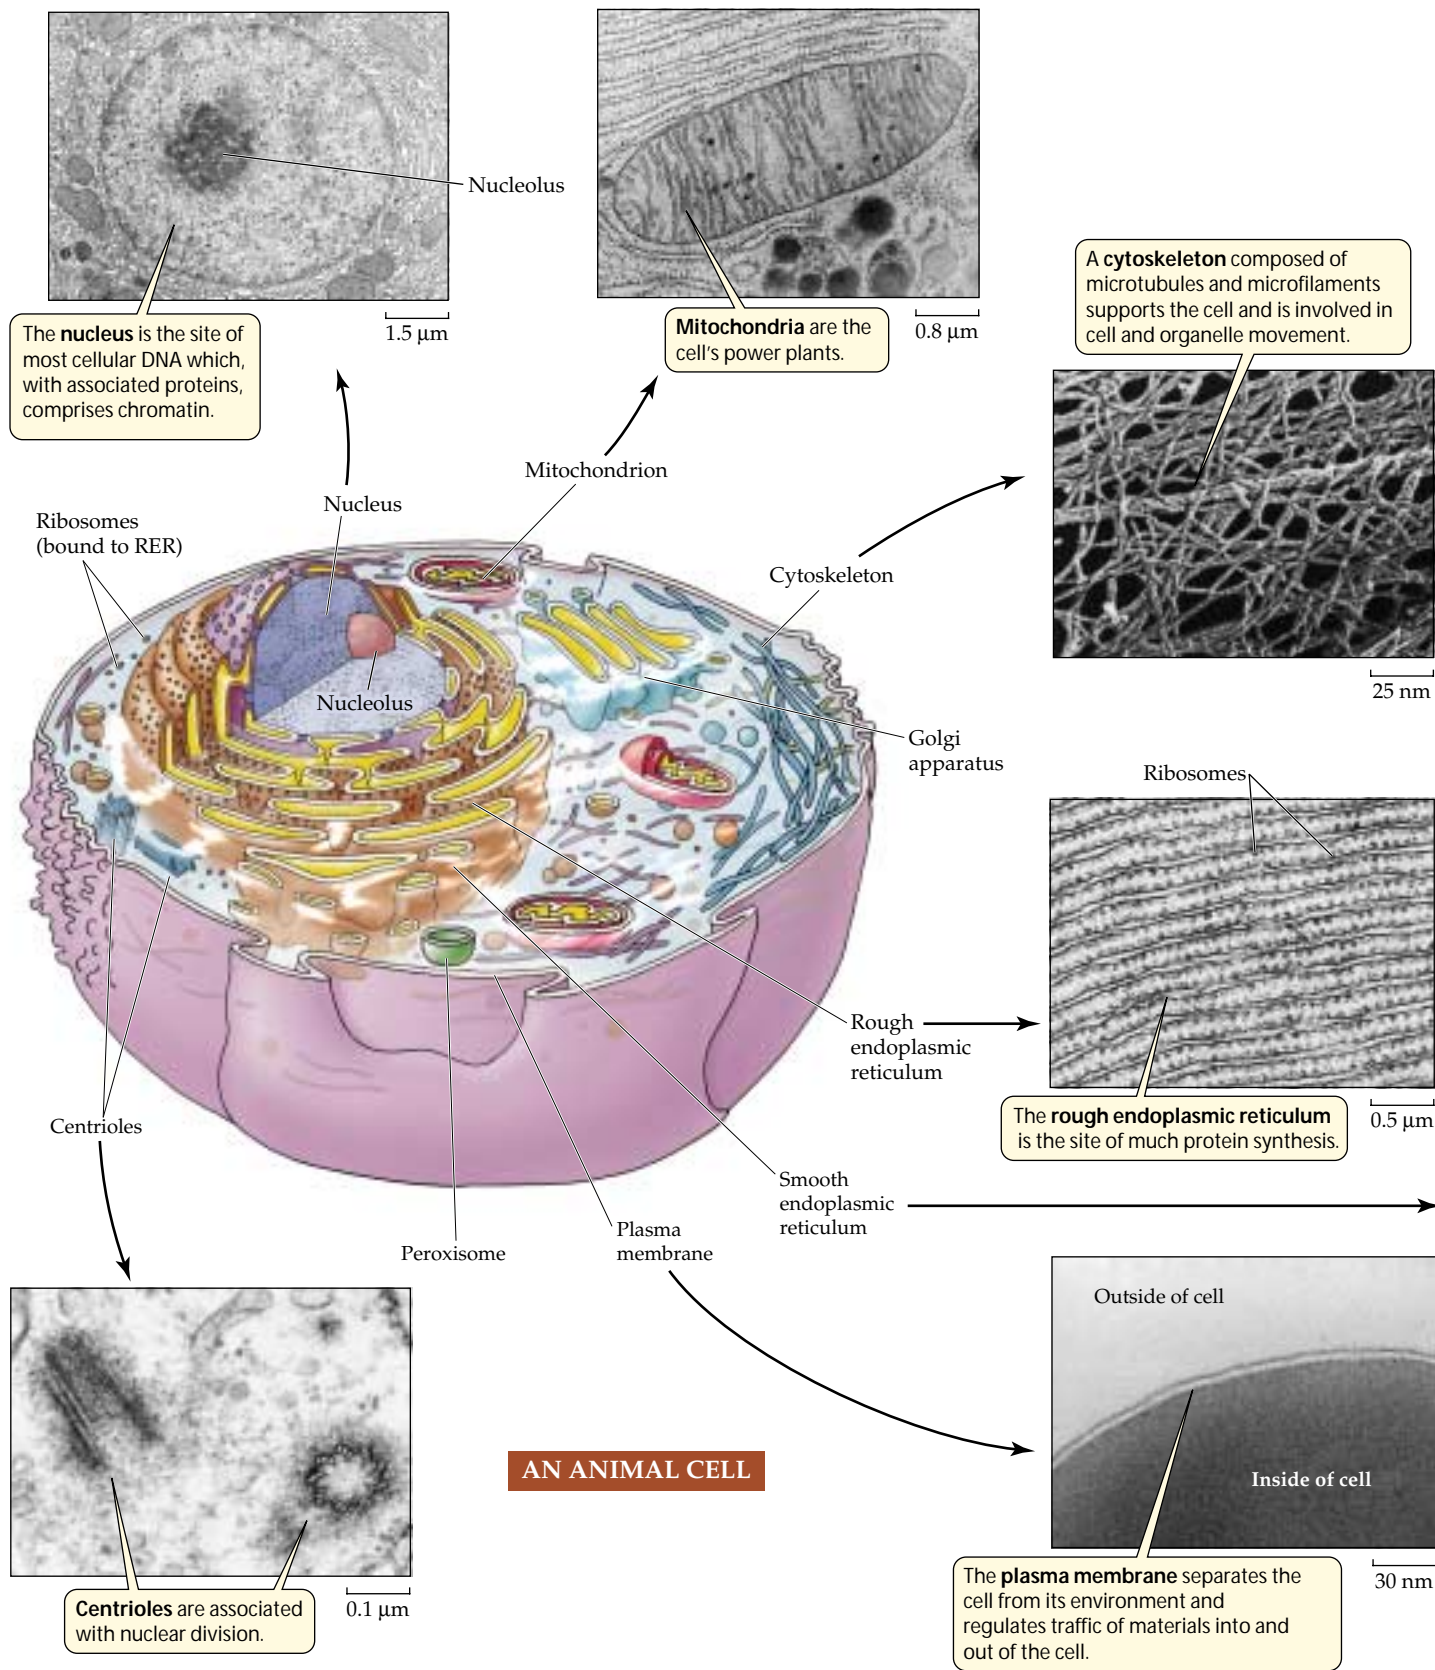 Nucleolus
The nucleus is the site of
most cellular DNA which,
with associated proteins,
comprises chromatin.
1.5 µm
Mitochondria are the
cell's power plants.
0.8 µm
A cytoskeleton composed of
microtubules and microfilaments
supports the cell and is involved in
cell and organelle movement.
25 nm
Mitochondrion
Nucleus
Ribosomes
(bound to RER)
Cytoskeleton
Nucleolus
Golgi
apparatus
Ribosomes
Rough
endoplasmic
reticulum
The rough endoplasmic reticulum
is the site of much protein synthesis.
0.5 µm
Centrioles
Smooth
endoplasmic
reticulum
Peroxisome
Plasma
membrane
Outside of cell
Inside of cell
AN ANIMAL CELL
30 nm
The plasma membrane separates the
cell from its environment and
regulates traffic of materials into and
out of the cell.
Centrioles are associated
with nuclear division.
0.1 µm